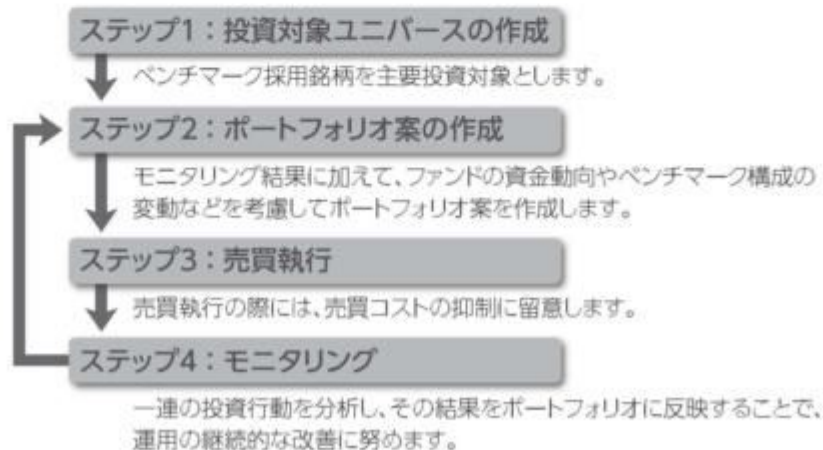 ステップ1：投資対象ユニバースの作成
ベンチマーク採用銘柄を主要投資対象とします。
ステップ2：ポートフォリオ案の作成
モニタリング結果に加えて、ファンドの資金動向やベンチマーク構成の
変動などを考慮してポートフォリオ案を作成します。
ステップ3：売買執行
売買執行の際には、売買コストの抑制に留意します。
ステップ4：モニタリング
一連の投資行動を分析し、その結果をポートフォリオに反映することで、
運用の継続的な改善に努めます。